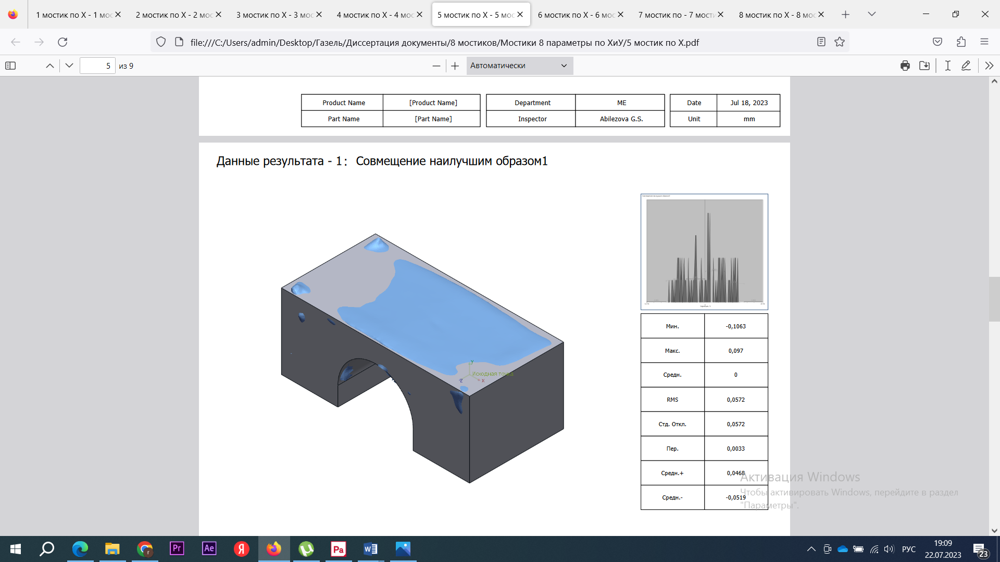 1 мостик по X - 1 мос
2 мостик по X - 2 мос
3 мостик по X - 3 мос
4 мостик по X - 4 мос
5 мостик по X - 5 мос
6 мостик по X - 6 мос
7 мостик по - 7 мости
8 мостик по X - 8 мос
file:///C:/Users/admin/Desktop/Газель/Диссертация документы/8 мостиков/Мостики 8 параметры по ХиУ/5 мостик по X.pdf
5 из 9
Автоматически
Product Name [Product Name] Department ME Date Jul 18, 2023
Part Name [Part Name] Inspector Abilezova G.S. Unit mm
Данные результата - 1: Совмещение наилучшим образом1
Y
Исходная точка
Z X
Мин. -0,1063
Макс. 0,097
Средн. 0
RMS 0,0572
Стд. Откл. 0,0572
Пер. 0,0033
Средн.+ 0,0468
Средн.- -0,0519
Активация Windows
Чтобы активировать Windows, перейдите в раздел
"Параметры".
Pr
Ae
Я
Pa
W
r
РУС
19:09
22.07.2023
23